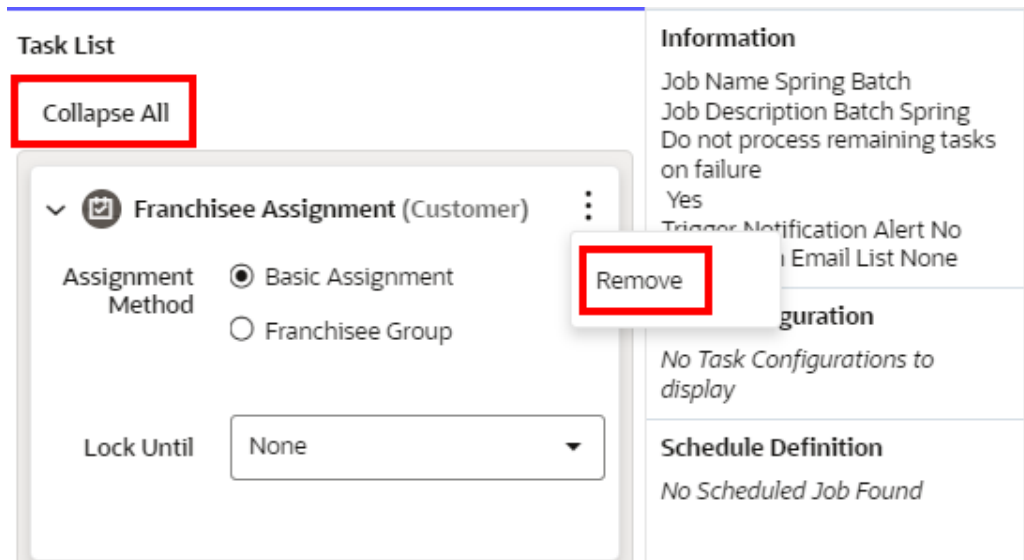 Task List
Collapse All
Franchisee Assignment (Customer)
Assignment
Method
Basic Assignment
Franchisee Group
Lock Until
None
Remove
Information
Job Name Spring Batch
Job Description Batch Spring
Do not process remaining tasks
on failure
Yes
Trigger Notification Alert No
Email List None
guration
No Task Configurations to
display
Schedule Definition
No Scheduled Job Found